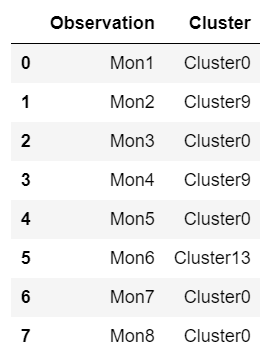 Observation Cluster
0 Mon1 Cluster0
1 Mon2 Cluster9
2 Mon3 Cluster0
3 Mon4 Cluster9
4 Mon5 Cluster0
5 Mon6 Cluster13
6 Mon7 Cluster0
7 Mon8 Cluster0